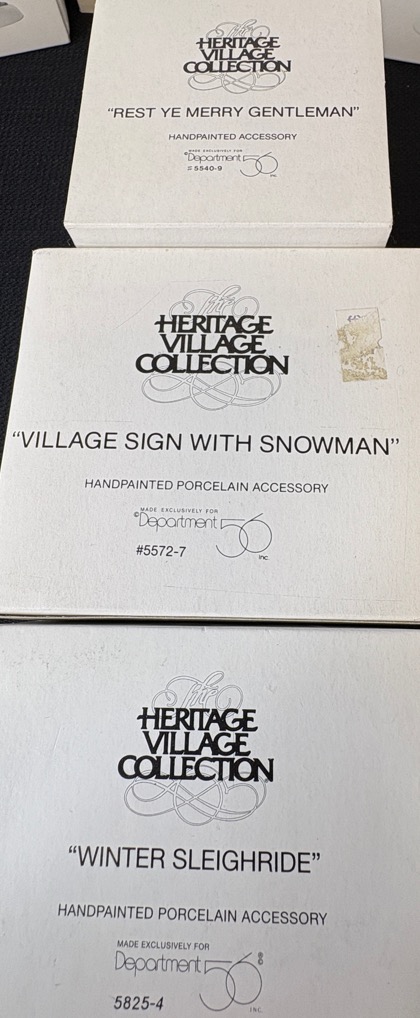 The
HERITAGE
VILLAGE
COLLECTION
"REST YE MERRY GENTLEMAN"
HANDPAINTED ACCESSORY
MADE EXCLUSIVELY FOR
©Department 56
#5540-9
INC.
The
HERITAGE
VILLAGE
COLLECTION
"VILLAGE SIGN WITH SNOWMAN"
HANDPAINTED PORCELAIN ACCESSORY
MADE EXCLUSIVELY FOR
©Department 56
Inc.
#5572-7
The
HERITAGE
VILLAGE
COLLECTION
"WINTER SLEIGHRIDE"
HANDPAINTED PORCELAIN ACCESSORY
MADE EXCLUSIVELY FOR
Department 56
5825-4
INC.